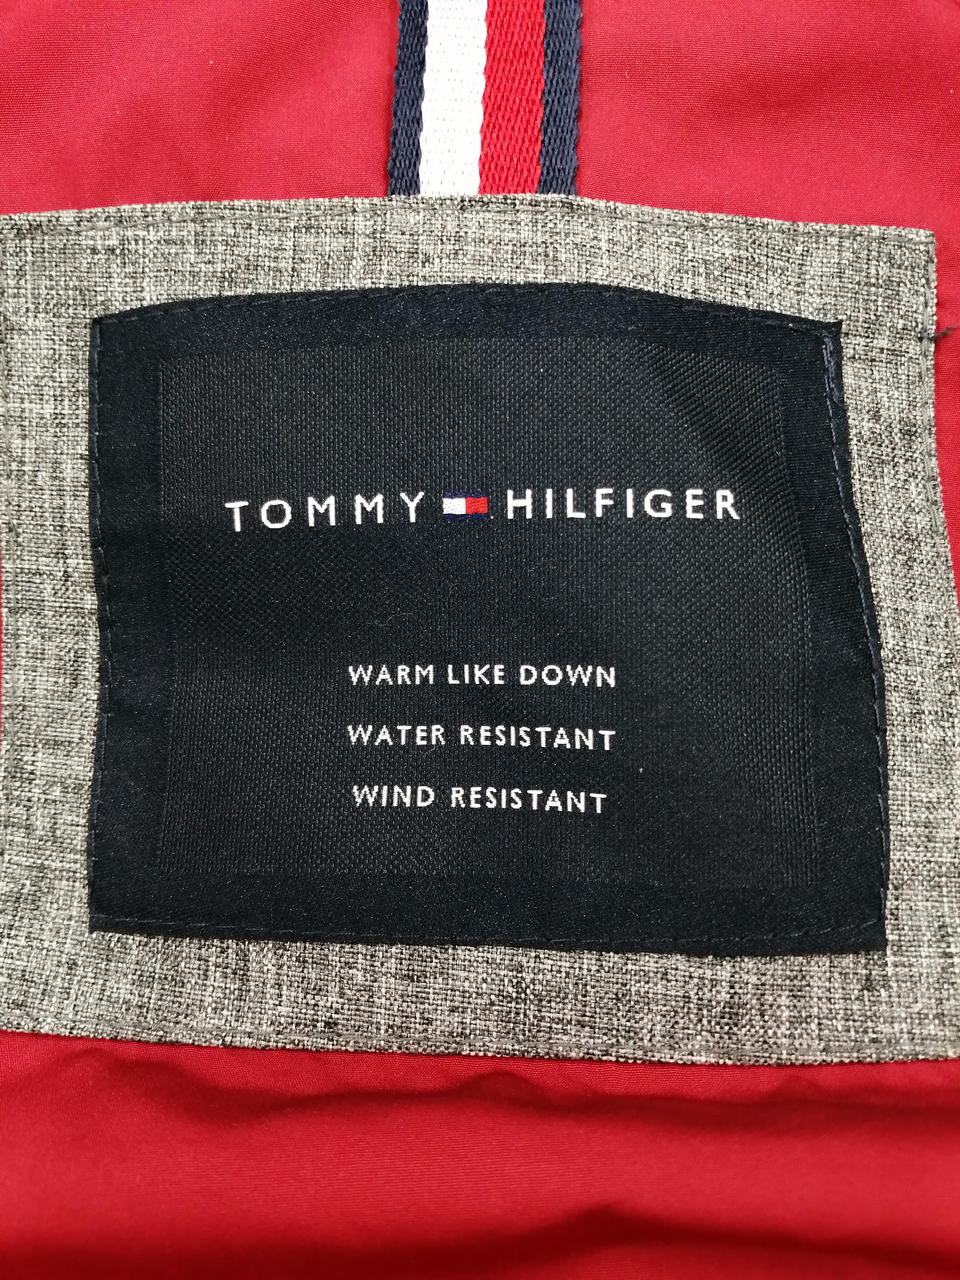 TOMMY HILFIGER
WARM LIKE DOWN
WATER RESISTANT
WIND RESISTANT